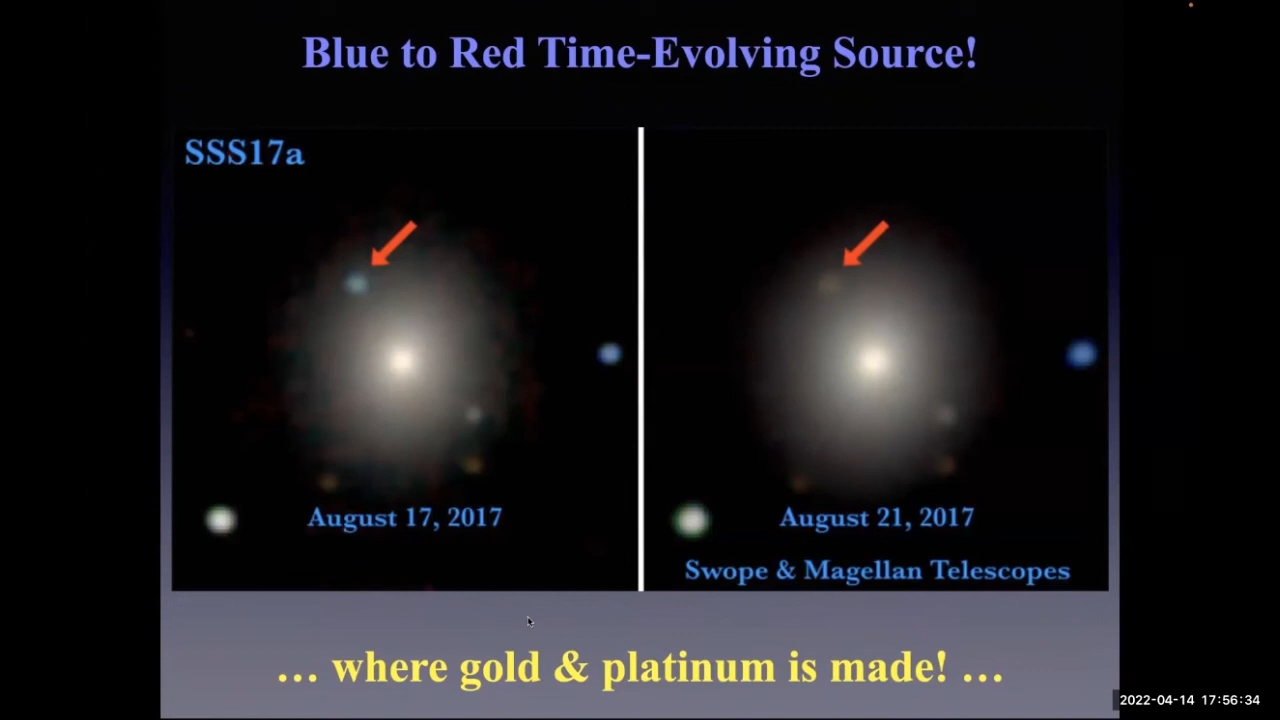 Blue to Red Time-Evolving Source!
SSS17a
August 17, 2017
August 21, 2017
Swope & Magellan Telescopes
... where gold & platinum is made! ...
2022-04-14 17:56:34